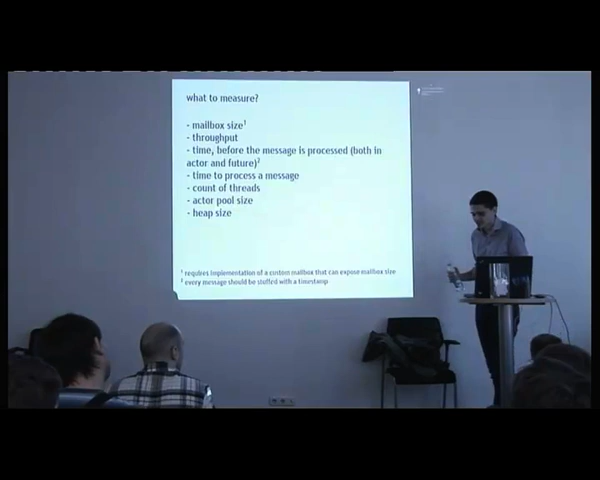 what to measure?
- mailbox size¹
- throughput
- time, before the message is processed (both in
actor and future)²
- time to process a message
- count of threads
- actor pool size
- heap size
¹ requires implementation of a custom mailbox that can expose mailbox size
² every message should be stuffed with a timestamp